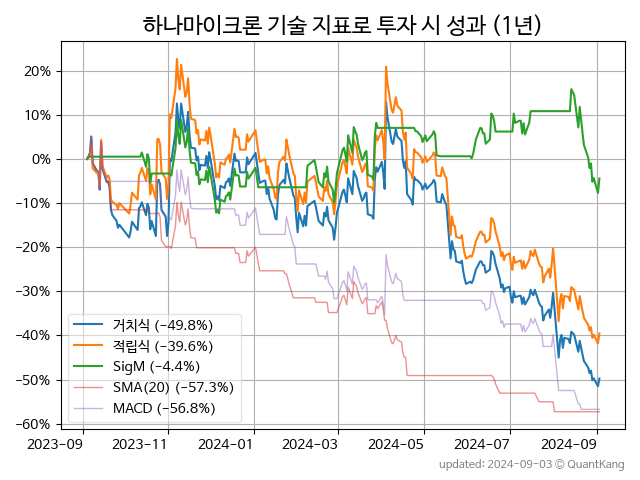 하나마이크론 기술 지표로 투자 시 성과 (1년)
20%
10%
0%
−10%
−20%
−30%
−40%
−50%
−60%
거치식 (−49.8%)
적립식 (−39.6%)
SigM (−4.4%)
SMA(20) (−57.3%)
MACD (−56.8%)
2023-09
2023-11
2024-01
2024-03
2024-05
2024-07
2024-09
updated: 2024-09-03 ⓒ QuantKang